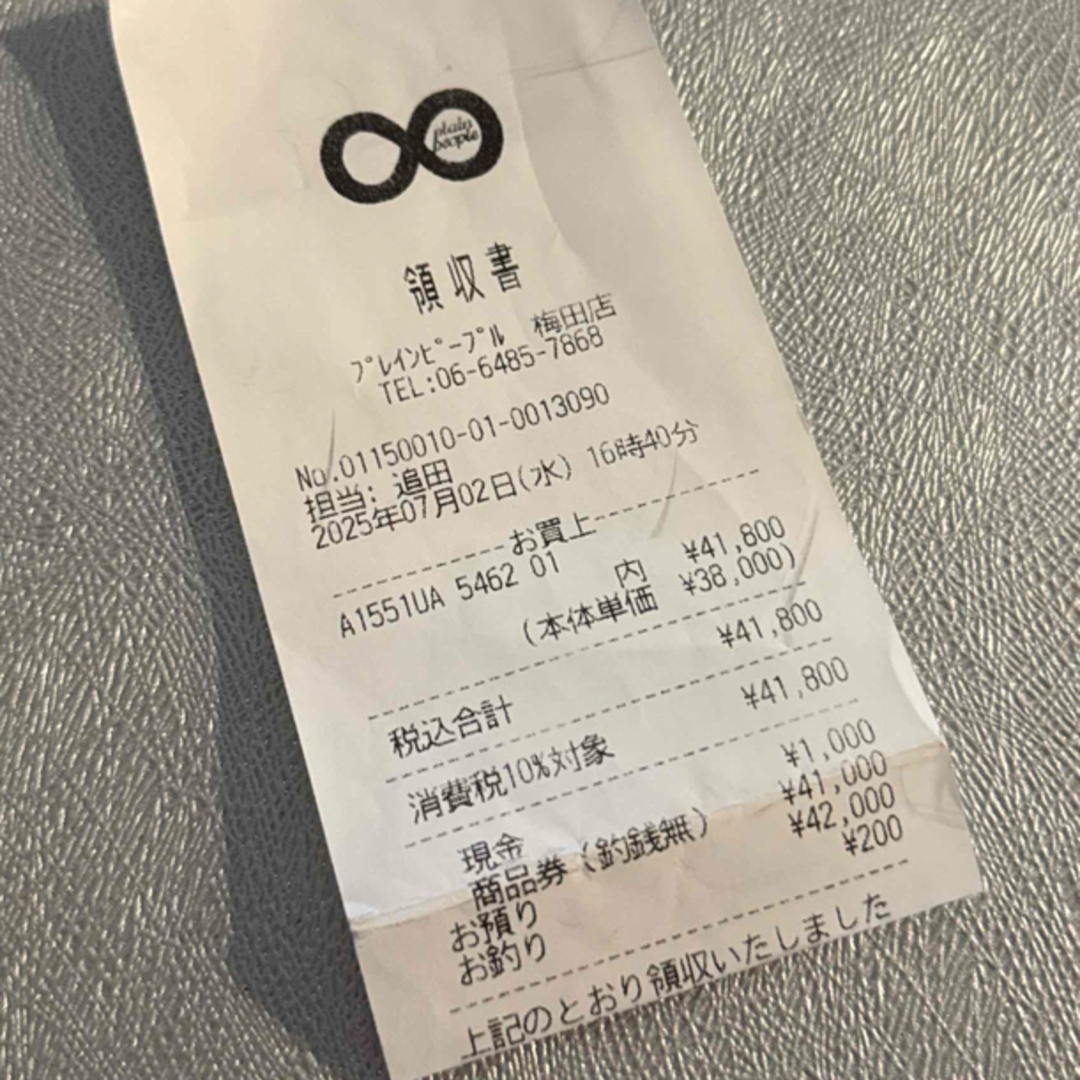 plain people
領収書
プレインピープル 梅田店
TEL:06-6485-7868
No.01150010-01-0013090
担当: 追田
2025年07月02日(水) 16時40分
お買上
A1551UA 5462 01 内 ¥41,800
(本体単価 ¥38,000)
¥41,800
税込合計 ¥41,800
消費税10%対象
現金 ¥1,000
商品券(釣銭無) ¥41,000
お預り ¥42,000
お釣り ¥200
上記のとおり領収いたしました